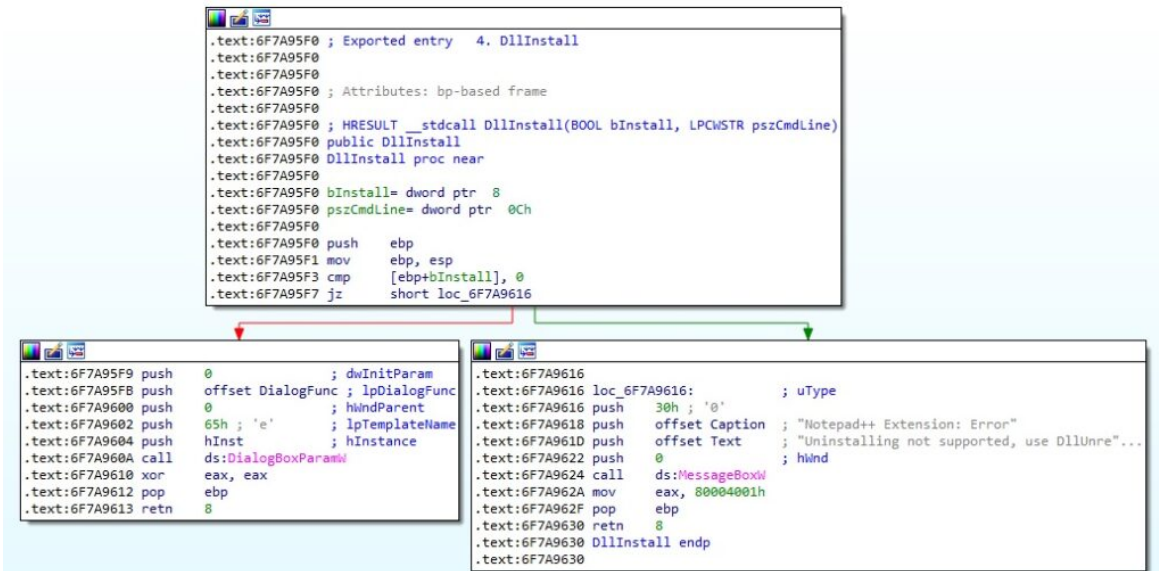 .text:6F7A95F0 ; Exported entry   4. DllInstall
.text:6F7A95F0
.text:6F7A95F0
.text:6F7A95F0 ; Attributes: bp-based frame
.text:6F7A95F0
.text:6F7A95F0 ; HRESULT __stdcall DllInstall(BOOL bInstall, LPCWSTR pszCmdLine)
.text:6F7A95F0 public DllInstall
.text:6F7A95F0 DllInstall proc near
.text:6F7A95F0
.text:6F7A95F0 bInstall= dword ptr  8
.text:6F7A95F0 pszCmdLine= dword ptr  0Ch
.text:6F7A95F0
.text:6F7A95F0 push    ebp
.text:6F7A95F1 mov     ebp, esp
.text:6F7A95F3 cmp     [ebp+bInstall], 0
.text:6F7A95F7 jz      short loc_6F7A9616
.text:6F7A95F9 push    0               ; dwInitParam
.text:6F7A95FB push    offset DialogFunc ; lpDialogFunc
.text:6F7A9600 push    0               ; hWndParent
.text:6F7A9602 push    65h ; 'e'       ; lpTemplateName
.text:6F7A9604 push    hInst           ; hInstance
.text:6F7A960A call    ds:DialogBoxParamW
.text:6F7A9610 xor     eax, eax
.text:6F7A9612 pop     ebp
.text:6F7A9613 retn    8
.text:6F7A9616
.text:6F7A9616 loc_6F7A9616:           ; uType
.text:6F7A9616 push    30h ; '0'
.text:6F7A9618 push    offset Caption  ; "Notepad++ Extension: Error"
.text:6F7A961D push    offset Text     ; "Uninstalling not supported, use DllUnre"...
.text:6F7A9622 push    0               ; hWnd
.text:6F7A9624 call    ds:MessageBoxW
.text:6F7A962A mov     eax, 80004001h
.text:6F7A962F pop     ebp
.text:6F7A9630 retn    8
.text:6F7A9630 DllInstall endp
.text:6F7A9630